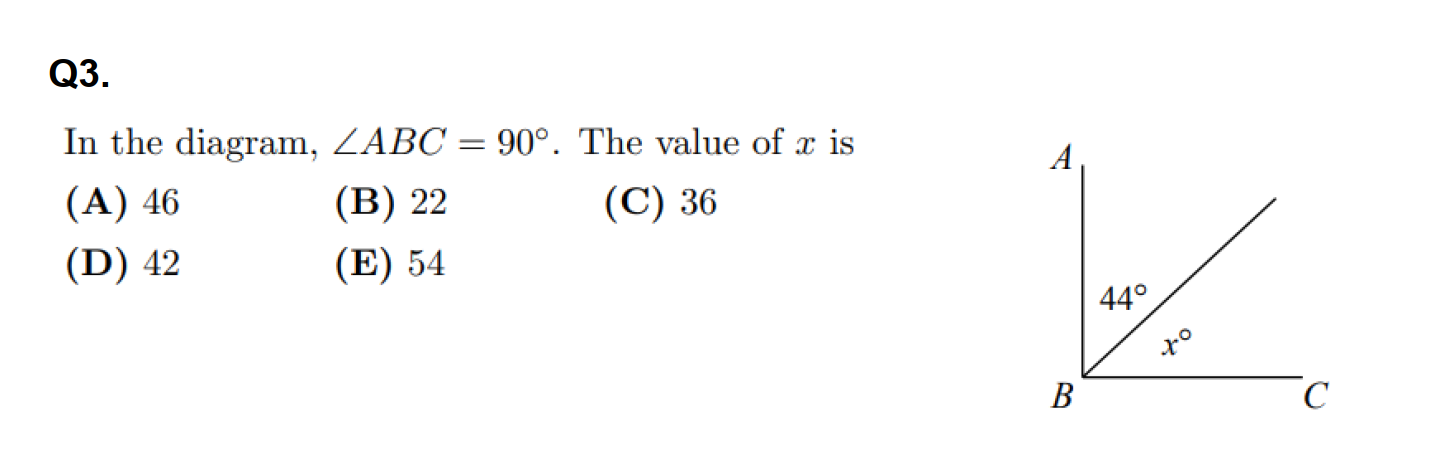 Q3.
In the diagram, ∠ABC = 90°. The value of x is
(A) 46 (B) 22 (C) 36
(D) 42 (E) 54
A
44°
x°
B C